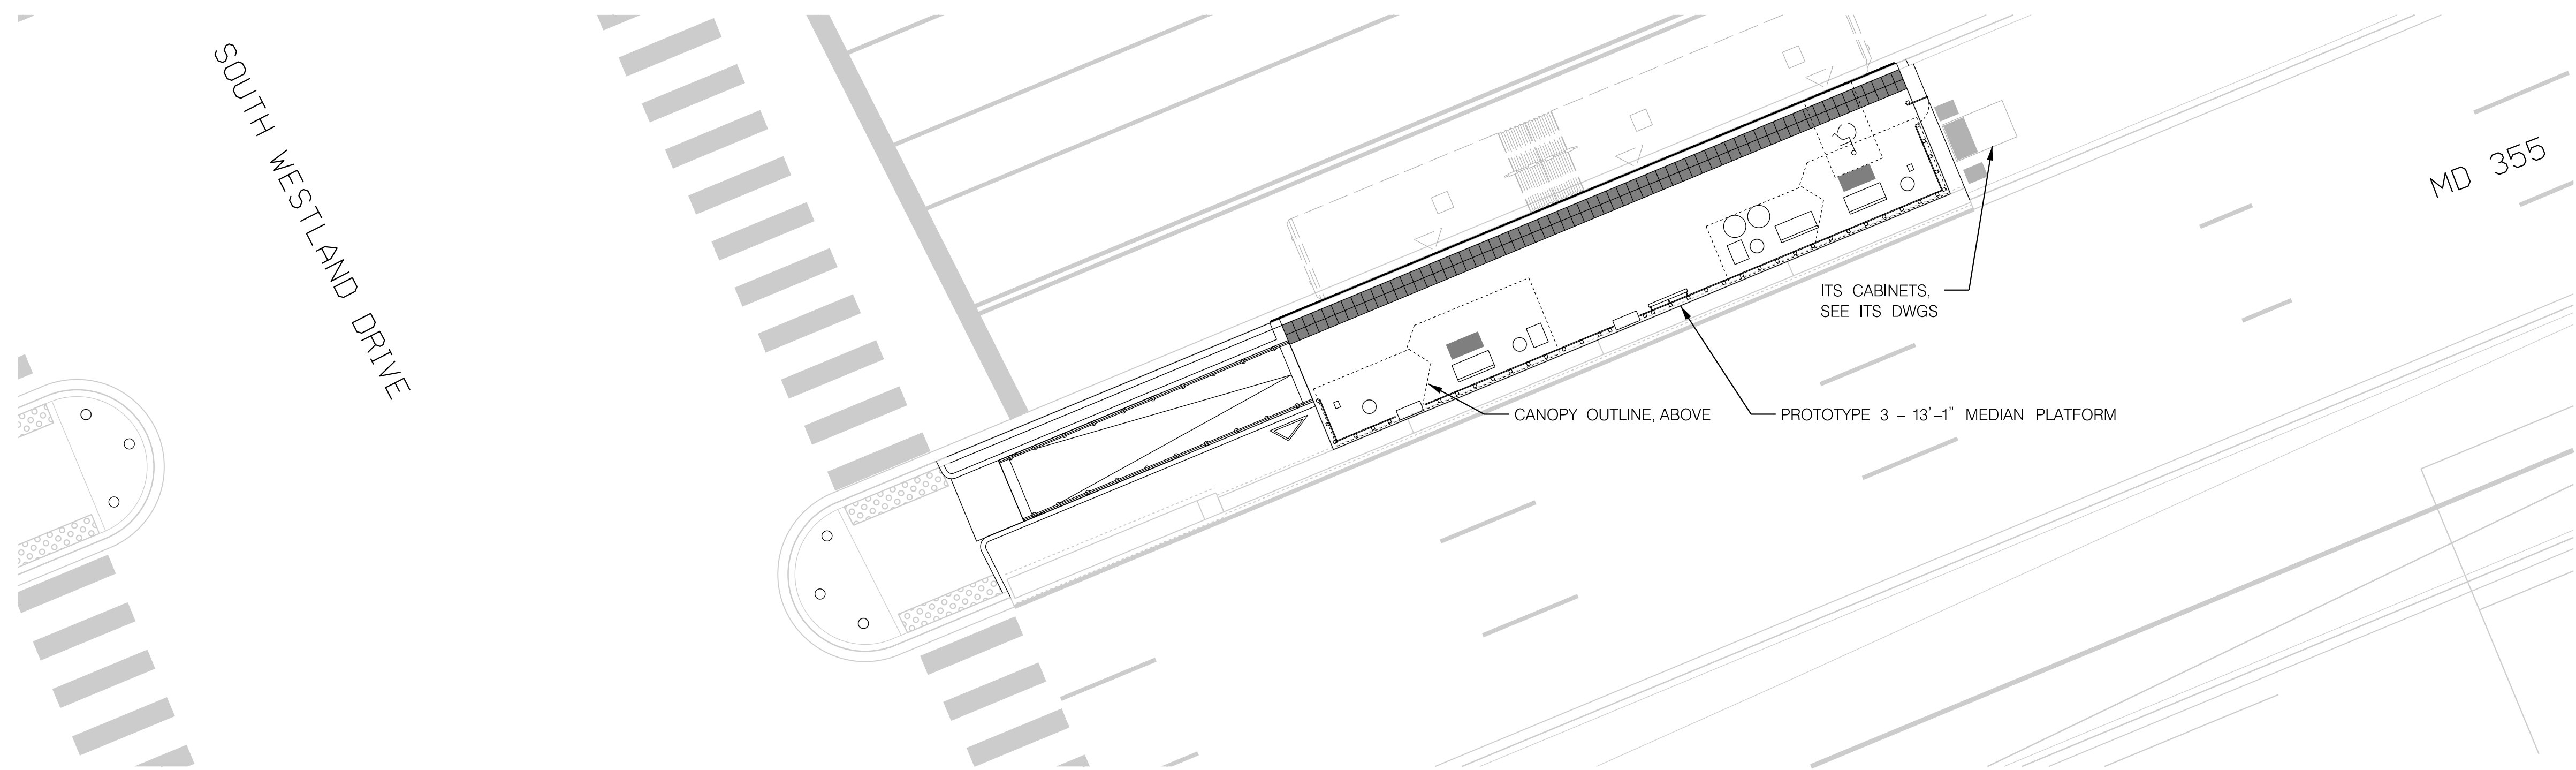 SOUTH WESTLAND DRIVE
MD 355
ITS CABINETS,
SEE ITS DWGS
CANOPY OUTLINE, ABOVE
PROTOTYPE 3 – 13'–1" MEDIAN PLATFORM